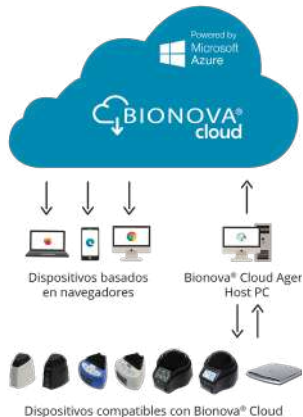 Powered by
Microsoft
Azure
BIONOVA®
cloud
Dispositivos basados
en navegadores
Bionova® Cloud Agen
Host PC
Dispositivos compatibles con Bionova® Cloud